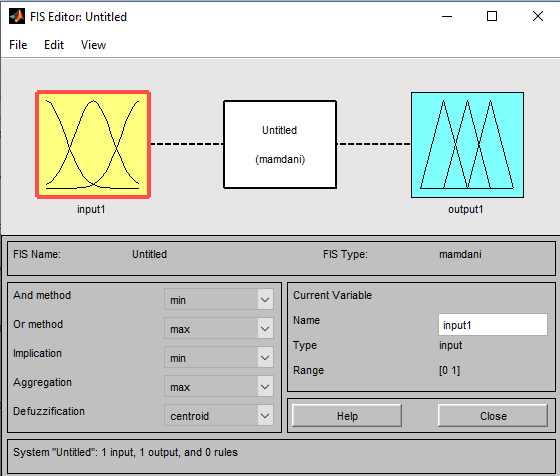 FIS Editor: Untitled
File Edit View
Untitled
(mamdani)
input1
output1
FIS Name: Untitled FIS Type: mamdani
And method min
Or method max
Implication min
Aggregation max
Defuzzification centroid
Current Variable
Name input1
Type input
Range [0 1]
Help Close
System "Untitled": 1 input, 1 output, and 0 rules